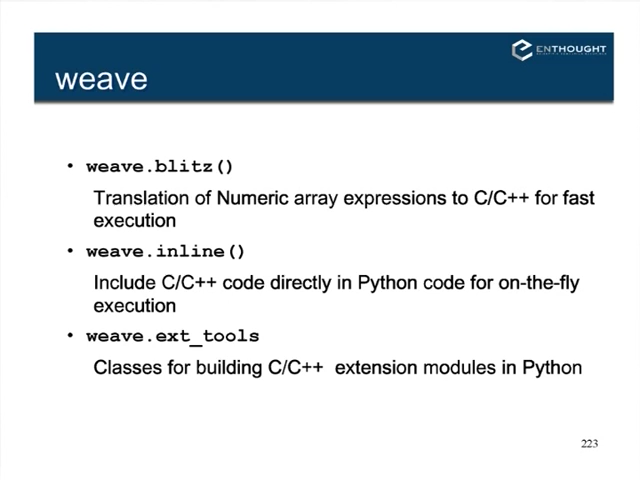 ENTHOUGHT
weave
• weave.blitz()
Translation of Numeric array expressions to C/C++ for fast
execution
• weave.inline()
Include C/C++ code directly in Python code for on-the-fly
execution
• weave.ext_tools
Classes for building C/C++ extension modules in Python
223